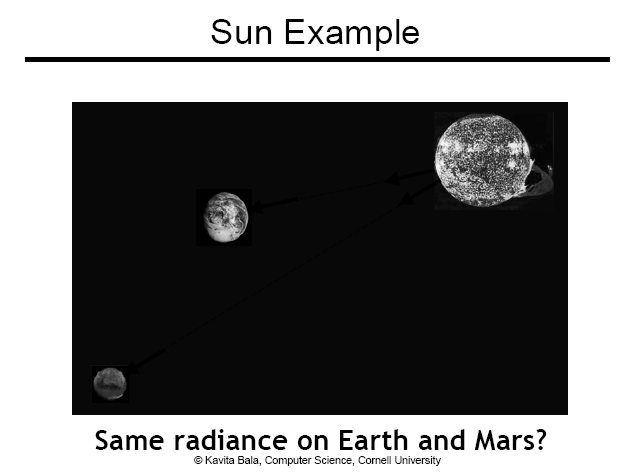 Sun Example
Same radiance on Earth and Mars?
© Kavita Bala, Computer Science, Cornell University